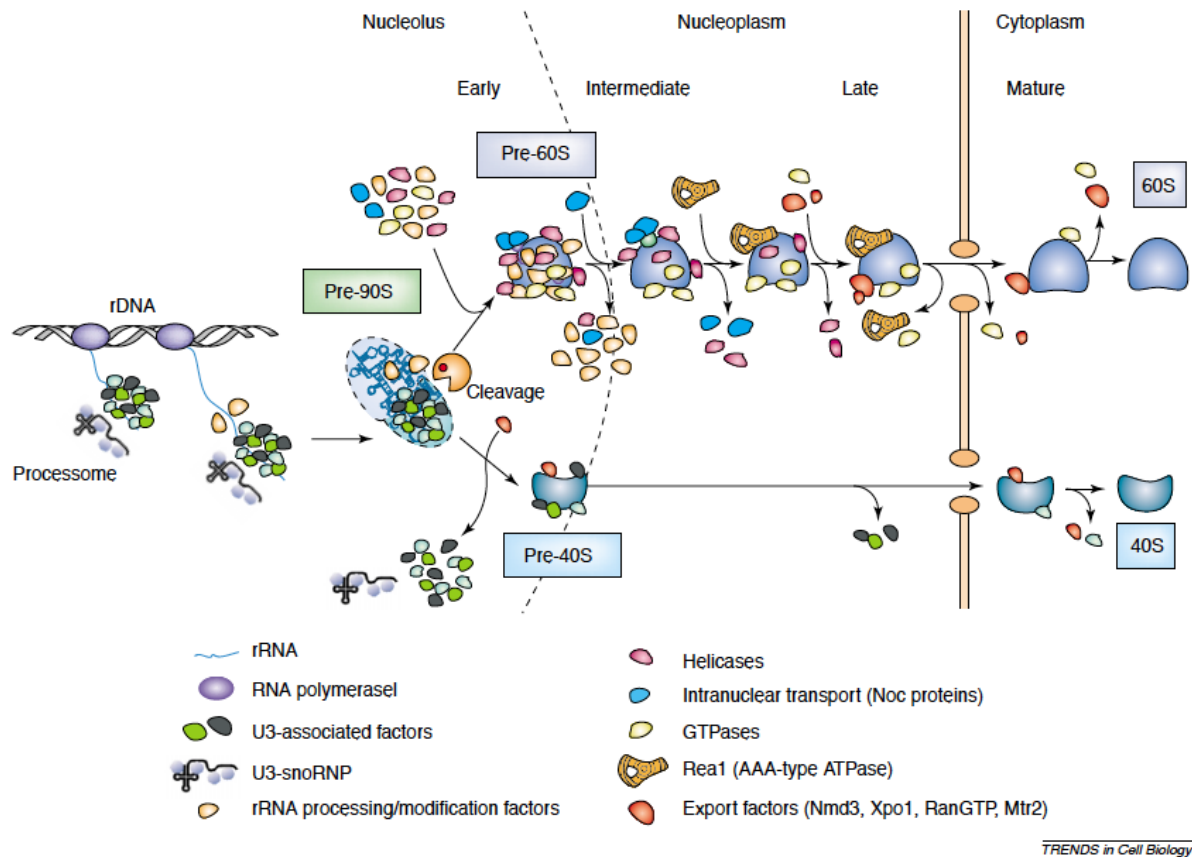 Nucleolus
Nucleoplasm
Cytoplasm
Early
Intermediate
Late
Mature
Pre-60S
60S
Pre-90S
rDNA
Cleavage
Processome
Pre-40S
40S
rRNA
RNA polymeraseI
U3-associated factors
U3-snoRNP
rRNA processing/modification factors
Helicases
Intranuclear transport (Noc proteins)
GTPases
Rea1 (AAA-type ATPase)
Export factors (Nmd3, Xpo1, RanGTP, Mtr2)
TRENDS in Cell Biology